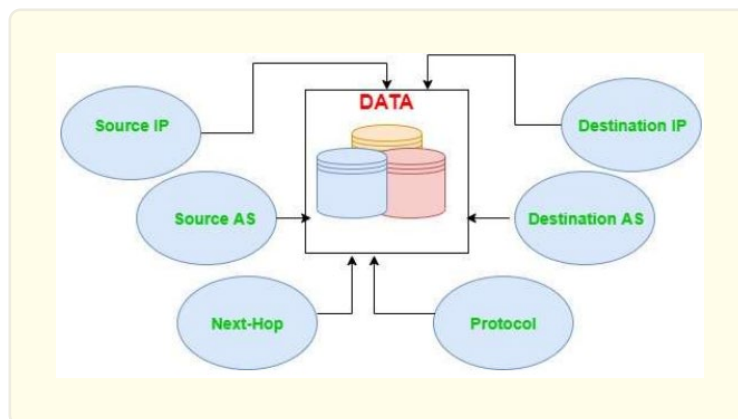 DATA
Source IP
Destination IP
Source AS
Destination AS
Next-Hop
Protocol